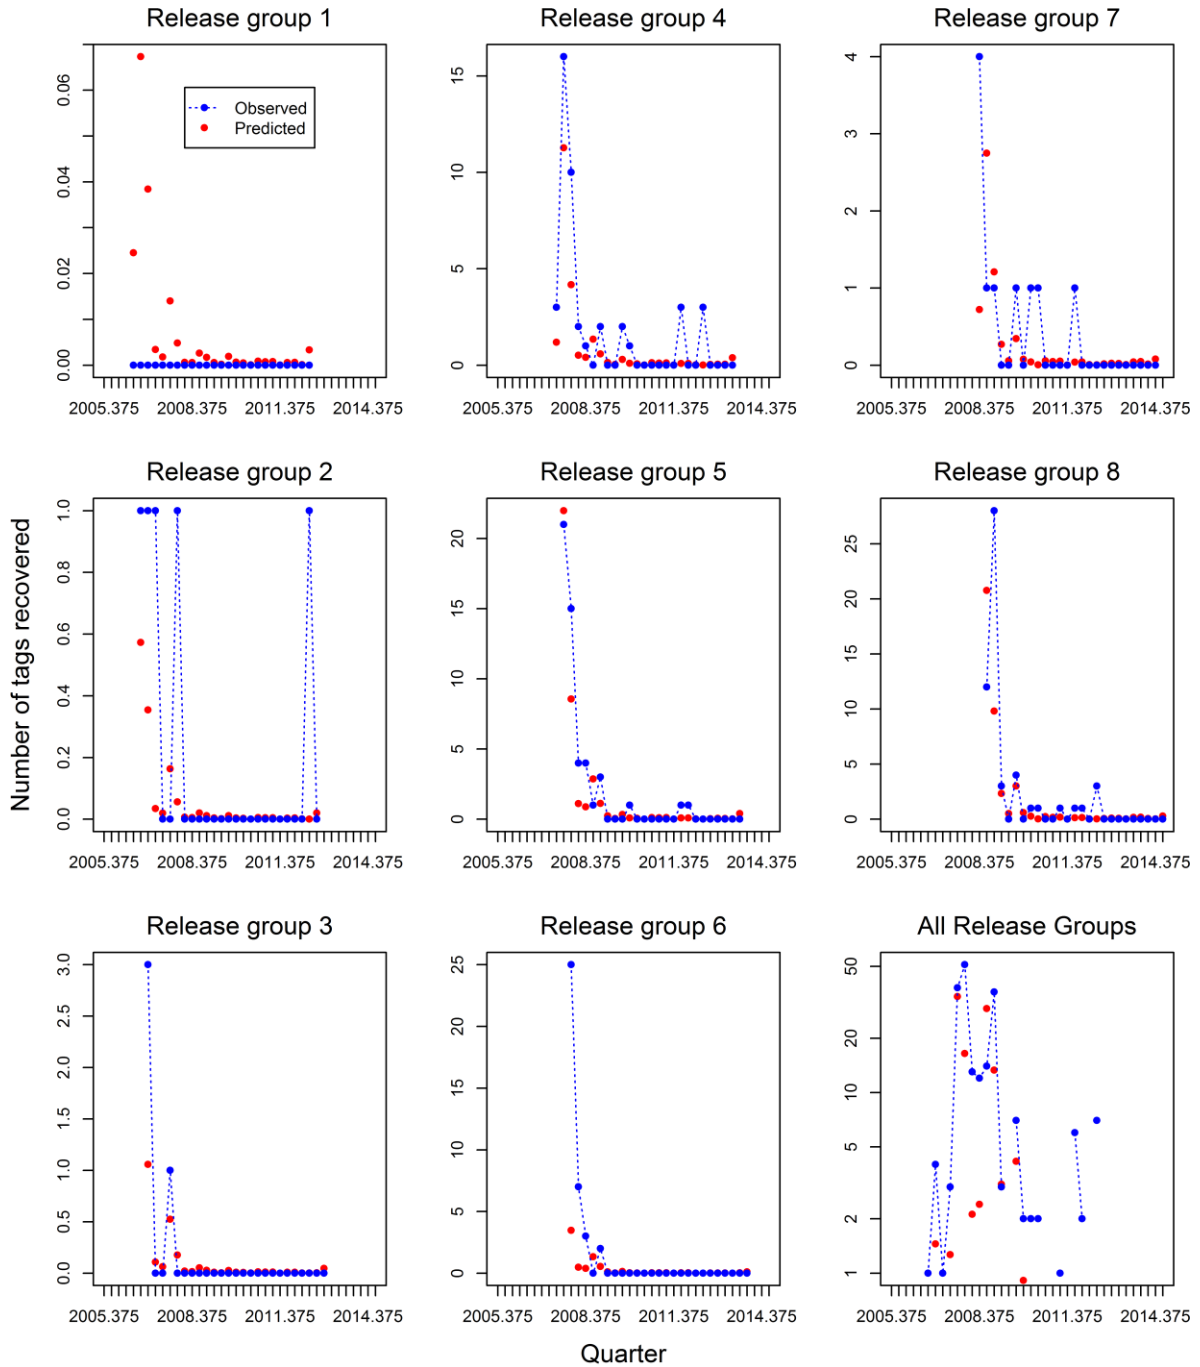 Release group 1
Release group 4
Release group 7
0.00
0.02
0.04
0.06
Observed
Predicted
2005.375 2008.375 2011.375 2014.375
0
5
10
15
2005.375 2008.375 2011.375 2014.375
0
1
2
3
4
2005.375 2008.375 2011.375 2014.375
Number of tags recovered
Release group 2
Release group 5
Release group 8
0.0
0.2
0.4
0.6
0.8
1.0
2005.375 2008.375 2011.375 2014.375
0
5
10
15
20
2005.375 2008.375 2011.375 2014.375
0
5
10
15
20
25
2005.375 2008.375 2011.375 2014.375
Release group 3
Release group 6
All Release Groups
0.0
0.5
1.0
1.5
2.0
2.5
3.0
2005.375 2008.375 2011.375 2014.375
0
5
10
15
20
25
2005.375 2008.375 2011.375 2014.375
1
2
5
10
20
50
2005.375 2008.375 2011.375 2014.375
Quarter